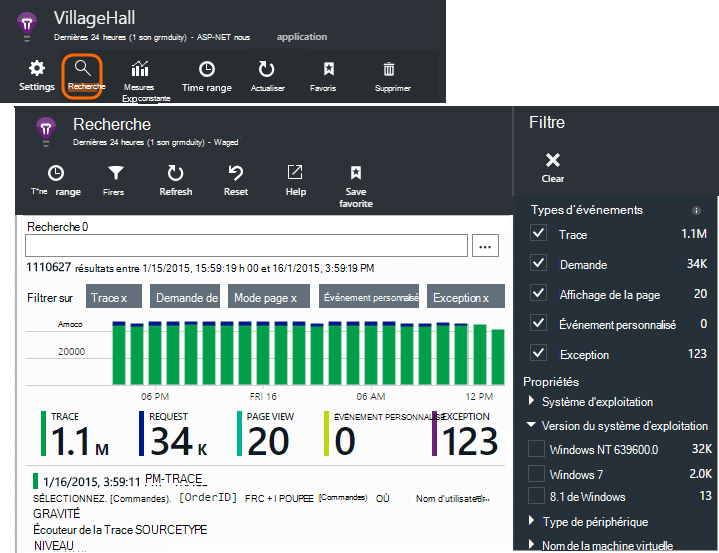 VillageHall
Dernières 24 heures (1 son grmduity) - ASP-NET nous application
Settings Recherche Mesures Expconstante Time range Actualiser Favoris Supprimer
Recherche
Dernières 24 heures (1 son grmduity) - Waged
T"ne range Firers Refresh Reset Help Save favorite
Recherche 0
...
1110627 résultats entre 1/15/2015, 15:59:19 h 00 et 16/1/2015, 3:59:19 PM
Filtrer sur Trace x Demande de Mode page x Événement personnalisé Exception x
Amoco
20000
06 PM FRI 16 06 AM 12 PM
TRACE REQUEST PAGE VIEW ÉVÉNEMENT PERSONNALISÉ EXCEPTION
1.1 M 34 K 20 0 123
1/16/2015, 3:59:11 PM-TRACE
SÉLECTIONNEZ. [Commandes]. [OrderID] FRC + I POUPEE [Commandes) OÙ Nom d'utilisateur...
GRAVITÉ
Écouteur de la Trace SOURCETYPE
NIVEAU
Filtre
Clear
Types d'événements
Trace 1.1M
Demande 34K
Affichage de la page 20
Événement personnalisé 0
Exception 123
Propriétés
Système d'exploitation
Version du système d'exploitation
Windows NT 639600.0 32K
Windows 7 2.0K
8.1 de Windows 13
Type de périphérique
Nom de la machine virtuelle